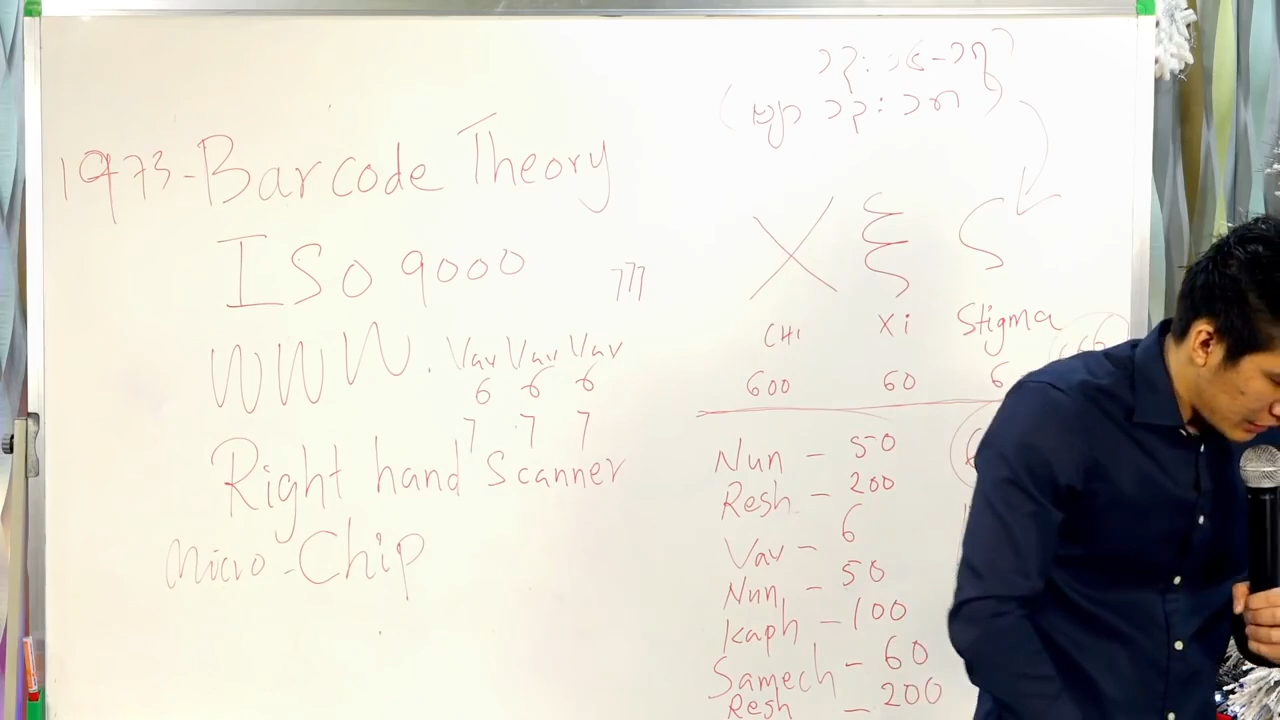 1973-Barcode Theory
ISO 9000
777
WWW. Vav Vav Vav
6 6 6
7 7 7
Right hand Scanner
Micro-Chip
Χ ξ ς
CHI Xi Stigma
600 60 6
Nun - 50
Resh - 200
Vav - 6
Nun - 50
Kaph - 100
Samech - 60
Resh - 200